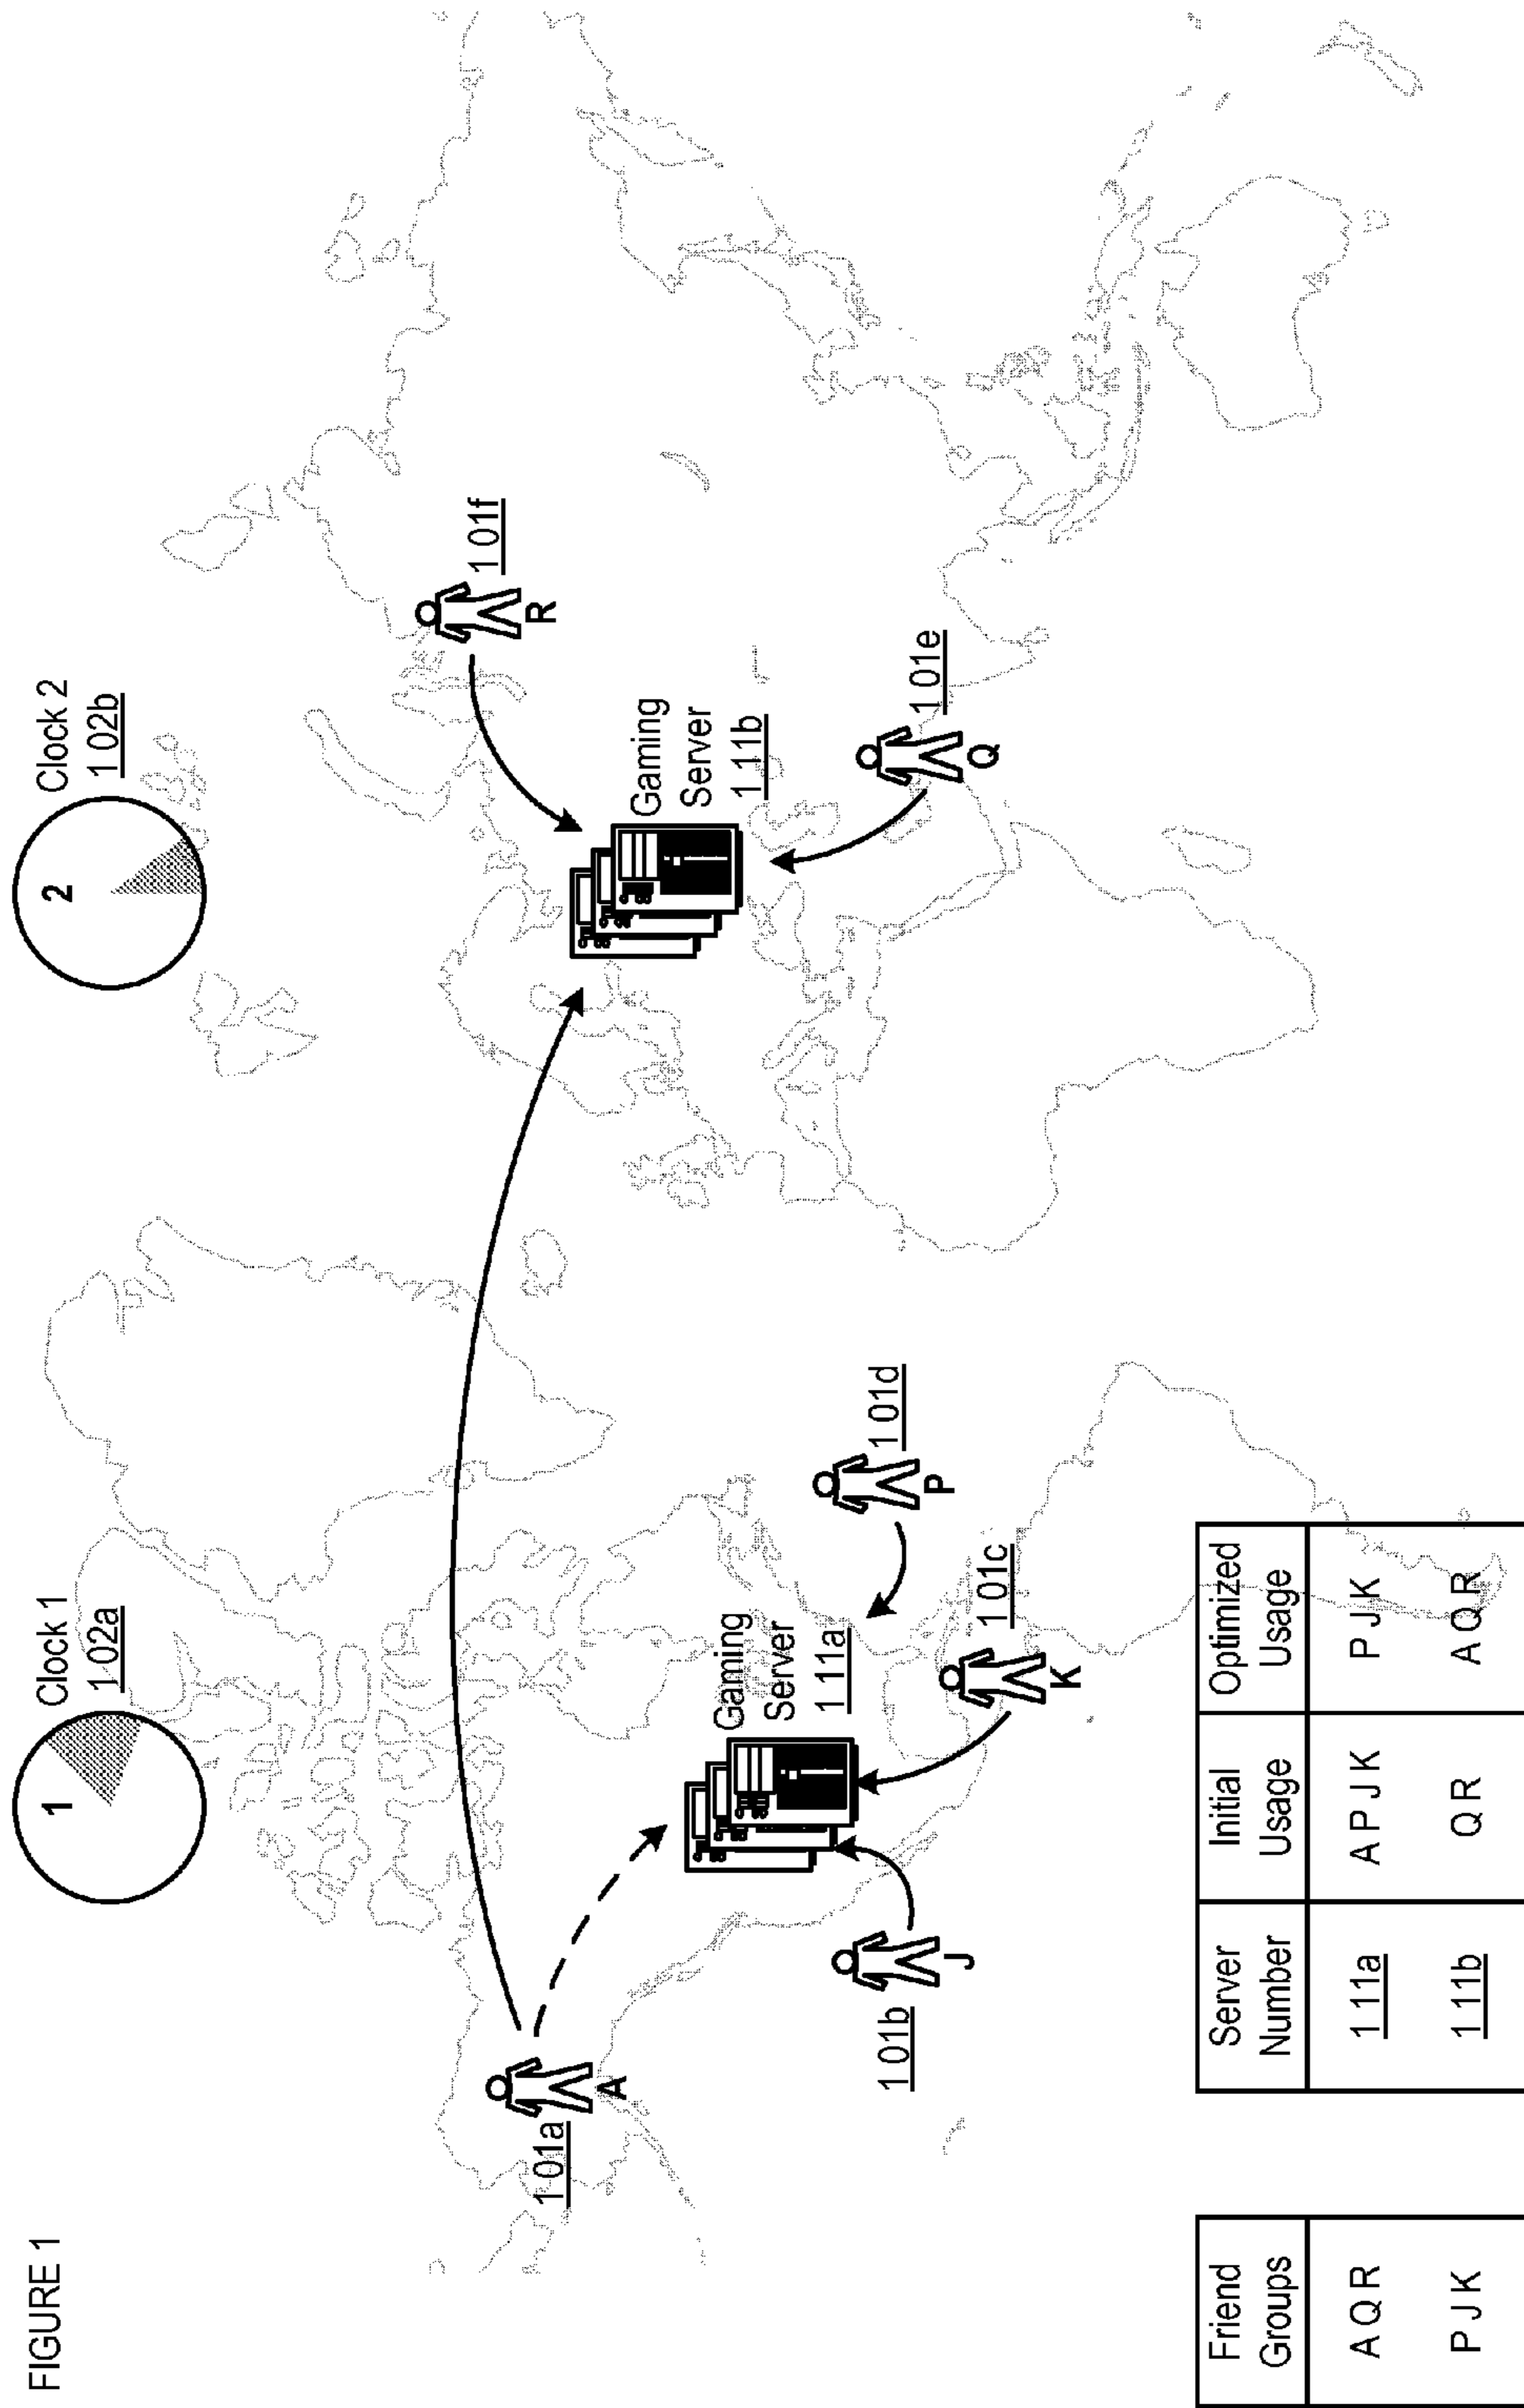 FIGURE 1
1
Clock 1
102a
2
Clock 2
102b
101a
A
101b
J
Gaming
Server
111a
K
101c
P
101d
Gaming
Server
111b
R
101f
Q
101e
Friend
Groups
A Q R
P J K
Server
Number
Initial
Usage
Optimized
Usage
111a
A P J K
P J K
111b
Q R
A Q R